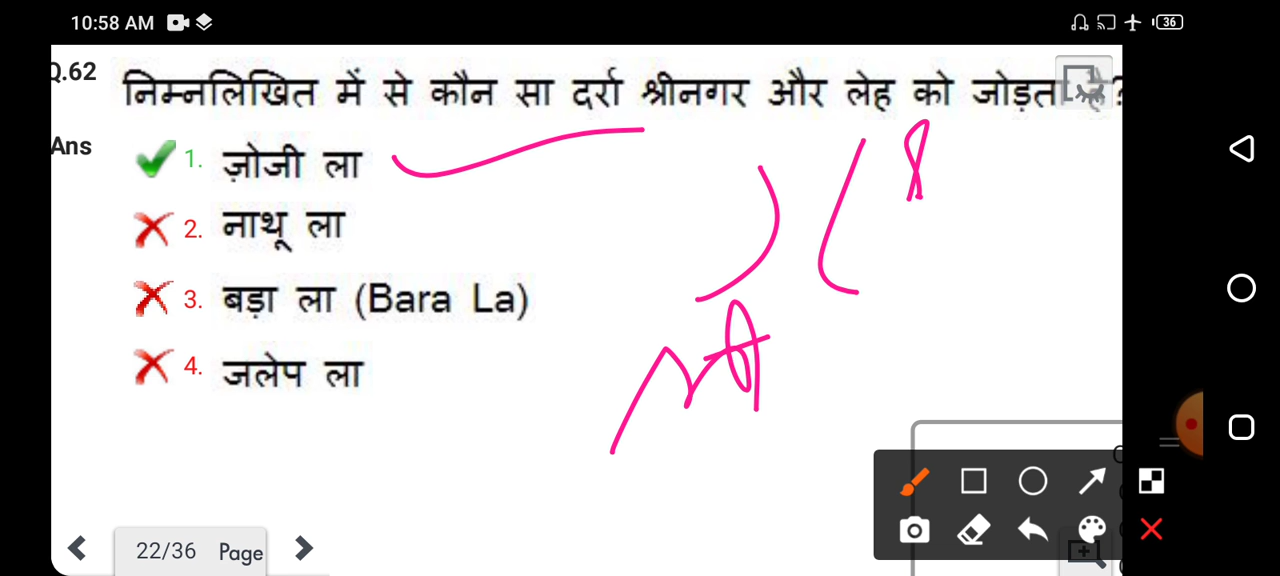 10:58 AM
36
Q.62 निम्नलिखित में से कौन सा दर्रा श्रीनगर और लेह को जोड़ता ?
Ans
1. ज़ोजी ला
2. नाथू ला
3. बड़ा ला (Bara La)
4. जलेप ला
22/36 Page